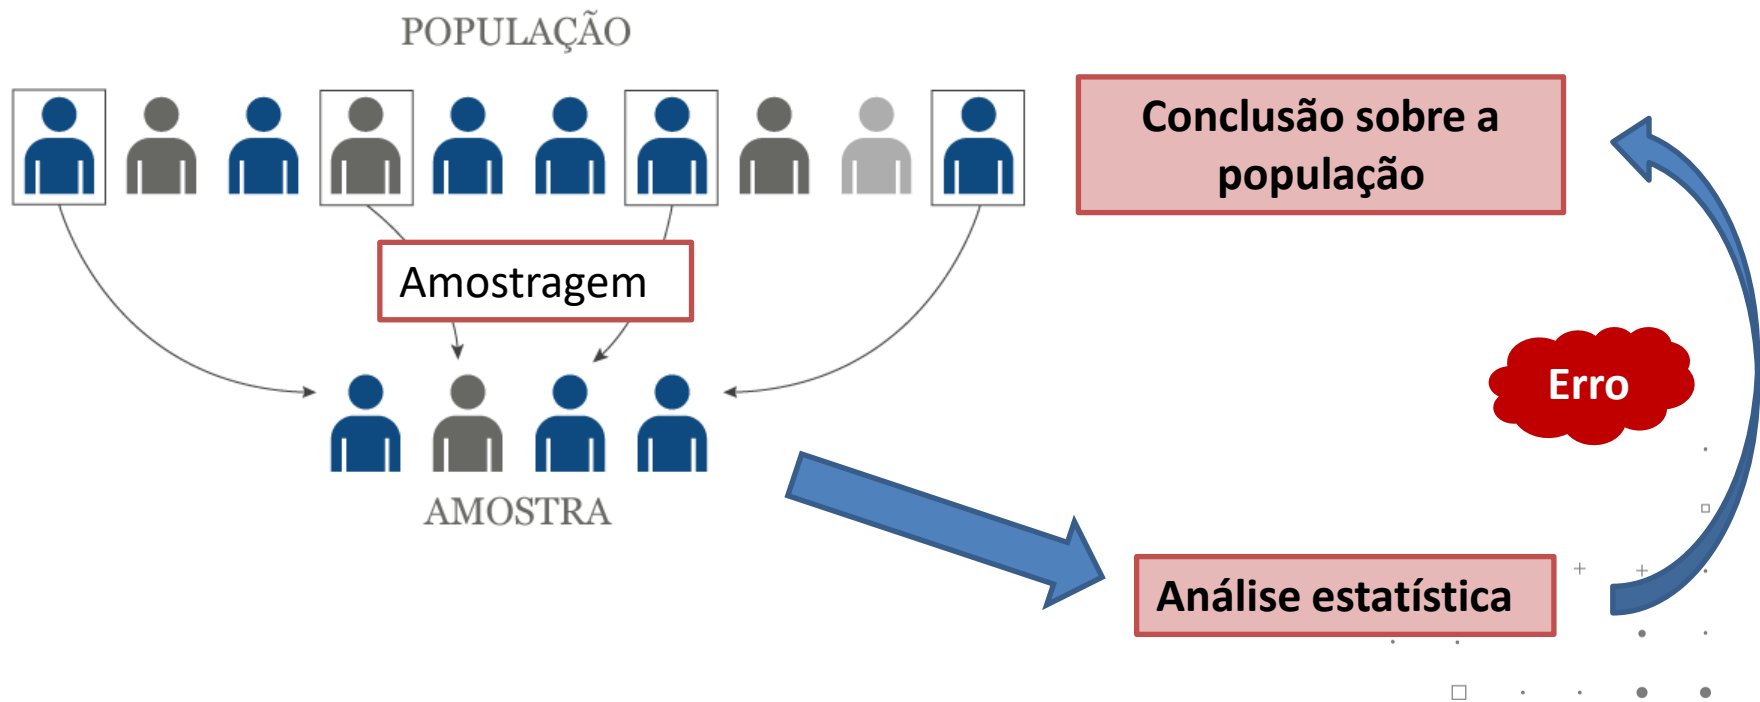 POPULAÇÃO
Conclusão sobre a
população
Amostragem
Erro
AMOSTRA
Análise estatística